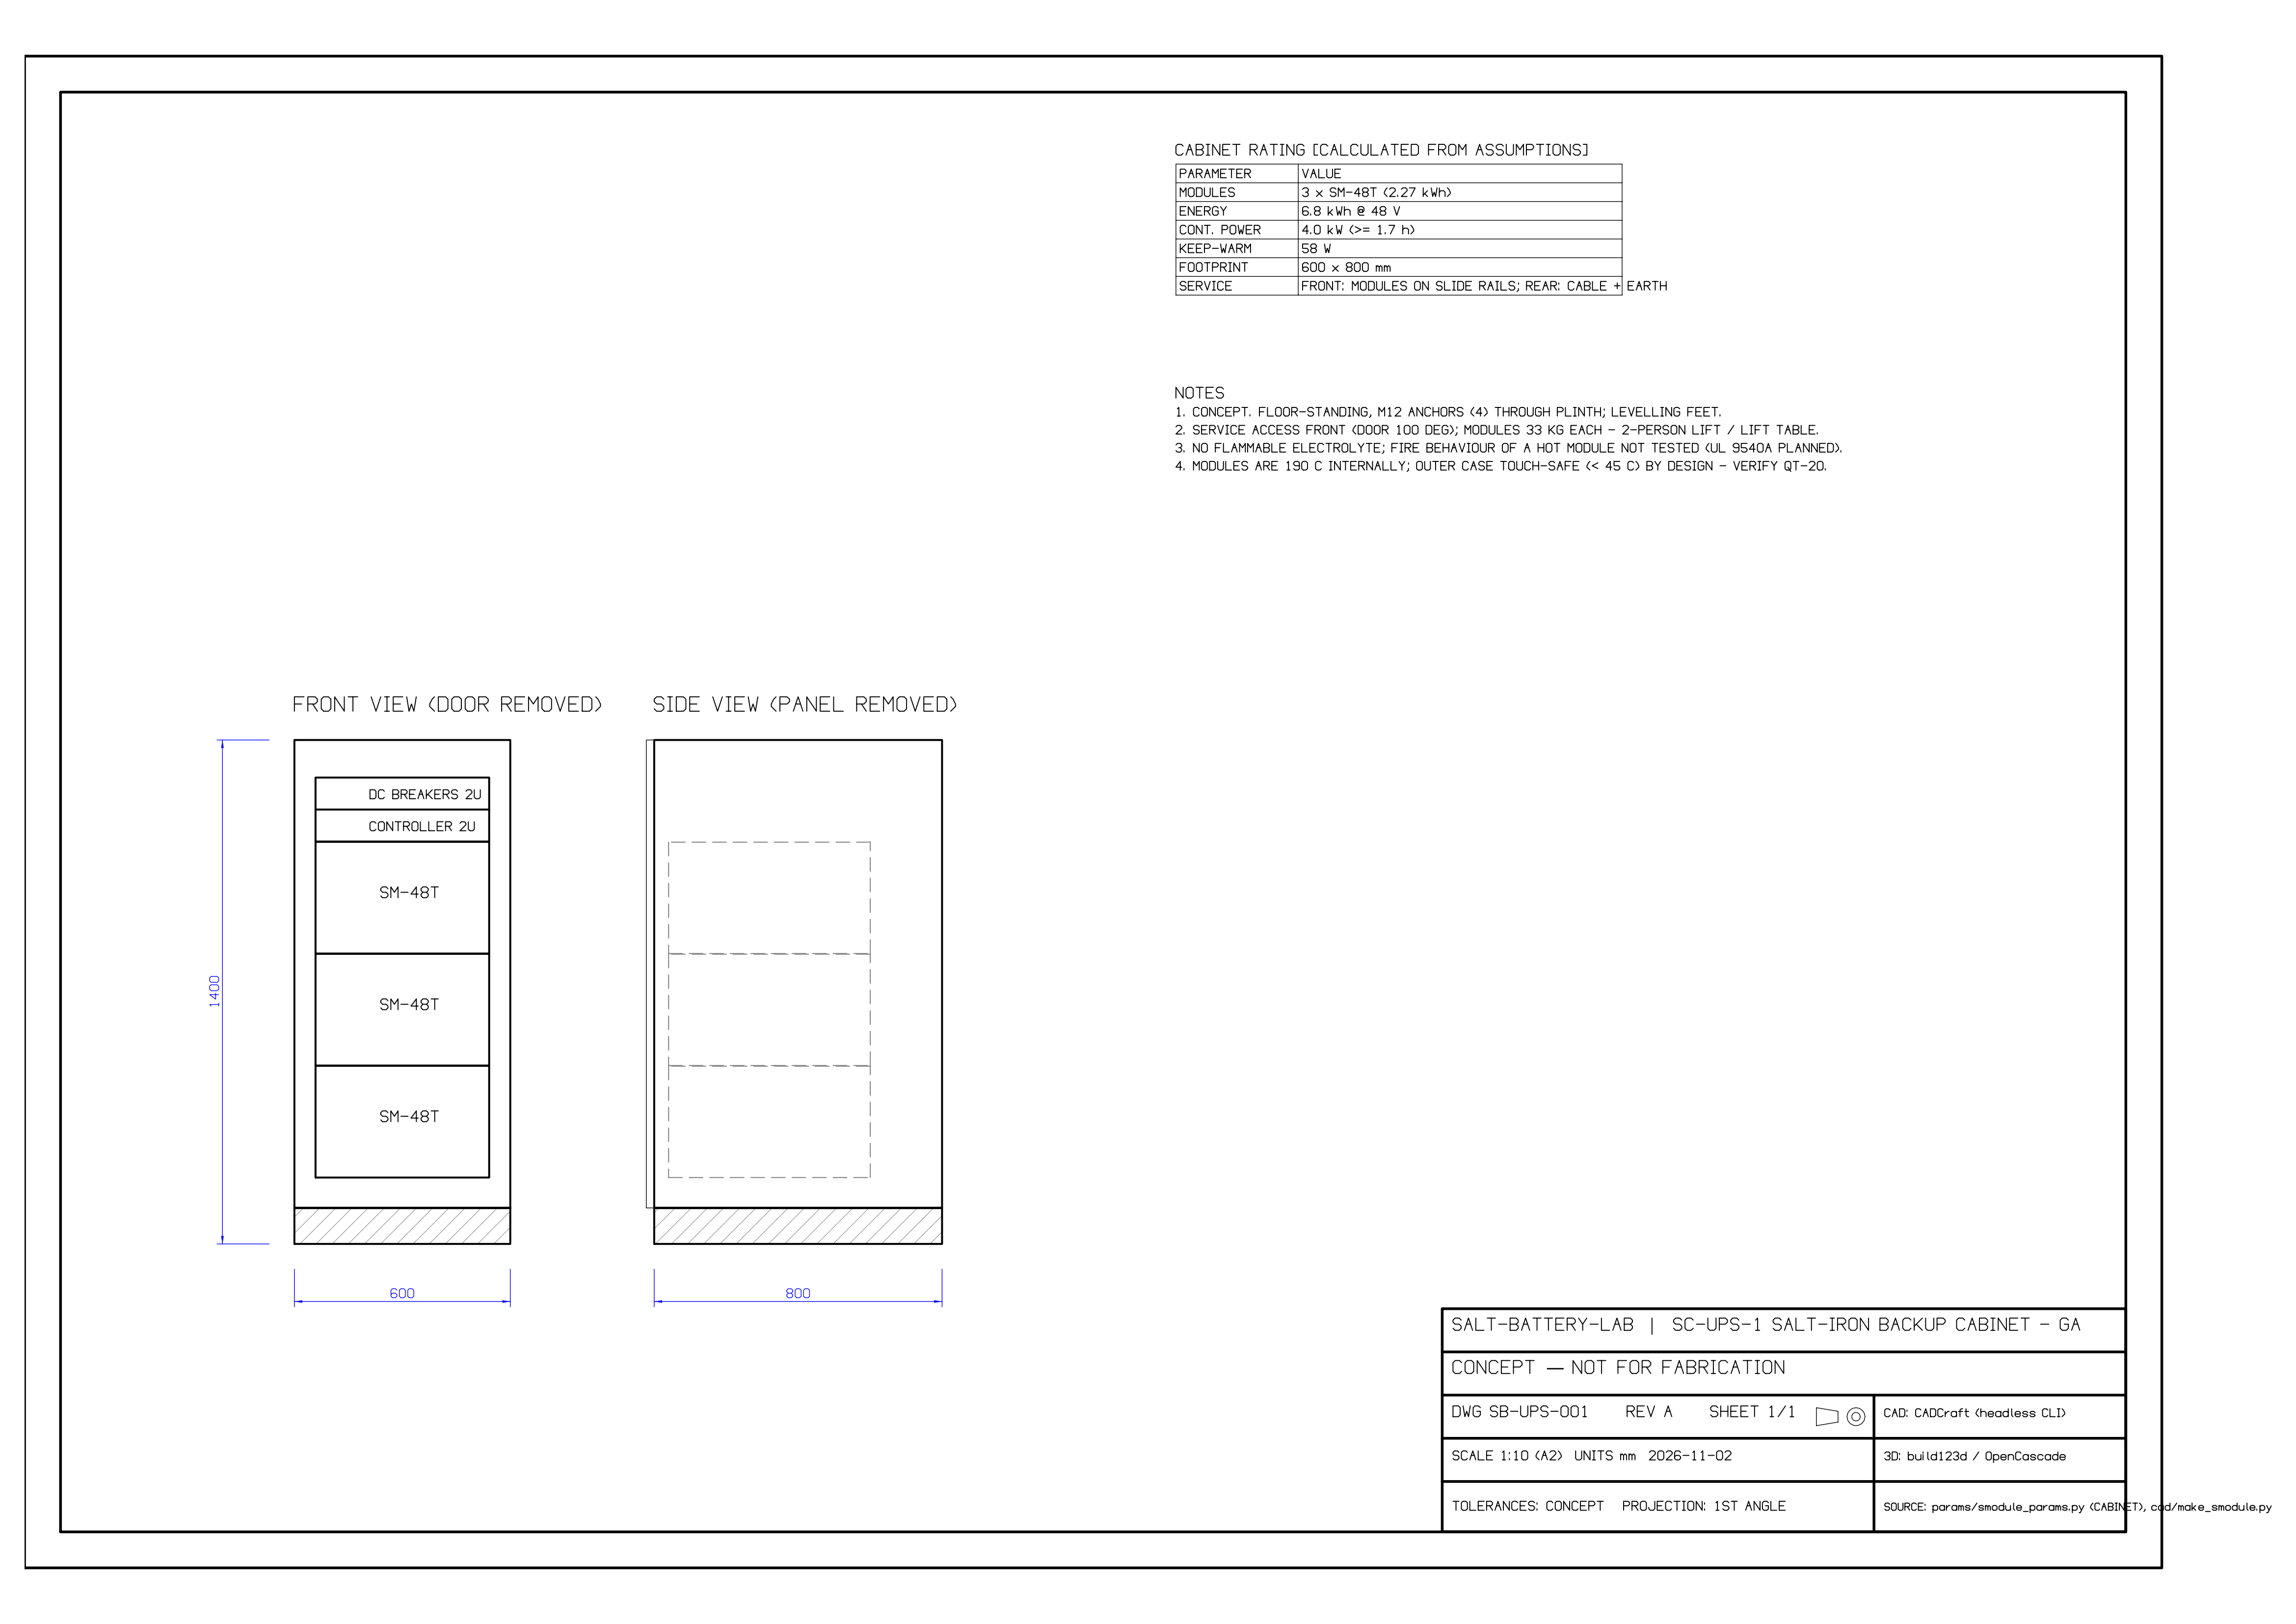 CABINET RATING [CALCULATED FROM ASSUMPTIONS]
PARAMETER VALUE
MODULES 3 x SM-48T (2.27 kWh)
ENERGY 6.8 kWh @ 48 V
CONT. POWER 4.0 kW (>= 1.7 h)
KEEP-WARM 58 W
FOOTPRINT 600 x 800 mm
SERVICE FRONT: MODULES ON SLIDE RAILS; REAR: CABLE + EARTH
NOTES
1. CONCEPT. FLOOR-STANDING, M12 ANCHORS (4) THROUGH PLINTH; LEVELLING FEET.
2. SERVICE ACCESS FRONT (DOOR 100 DEG); MODULES 33 KG EACH - 2-PERSON LIFT / LIFT TABLE.
3. NO FLAMMABLE ELECTROLYTE; FIRE BEHAVIOUR OF A HOT MODULE NOT TESTED (UL 9540A PLANNED).
4. MODULES ARE 190 C INTERNALLY; OUTER CASE TOUCH-SAFE (< 45 C) BY DESIGN - VERIFY QT-20.
FRONT VIEW (DOOR REMOVED)
SIDE VIEW (PANEL REMOVED)
DC BREAKERS 2U
CONTROLLER 2U
SM-48T
SM-48T
SM-48T
1400
600
800
SALT-BATTERY-LAB | SC-UPS-1 SALT-IRON BACKUP CABINET - GA
CONCEPT — NOT FOR FABRICATION
DWG SB-UPS-001 REV A SHEET 1/1
CAD: CADCraft (headless CLI)
SCALE 1:10 (A2) UNITS mm 2026-11-02
3D: build123d / OpenCascade
TOLERANCES: CONCEPT PROJECTION: 1ST ANGLE
SOURCE: params/smodule_params.py (CABINET), cad/make_smodule.py